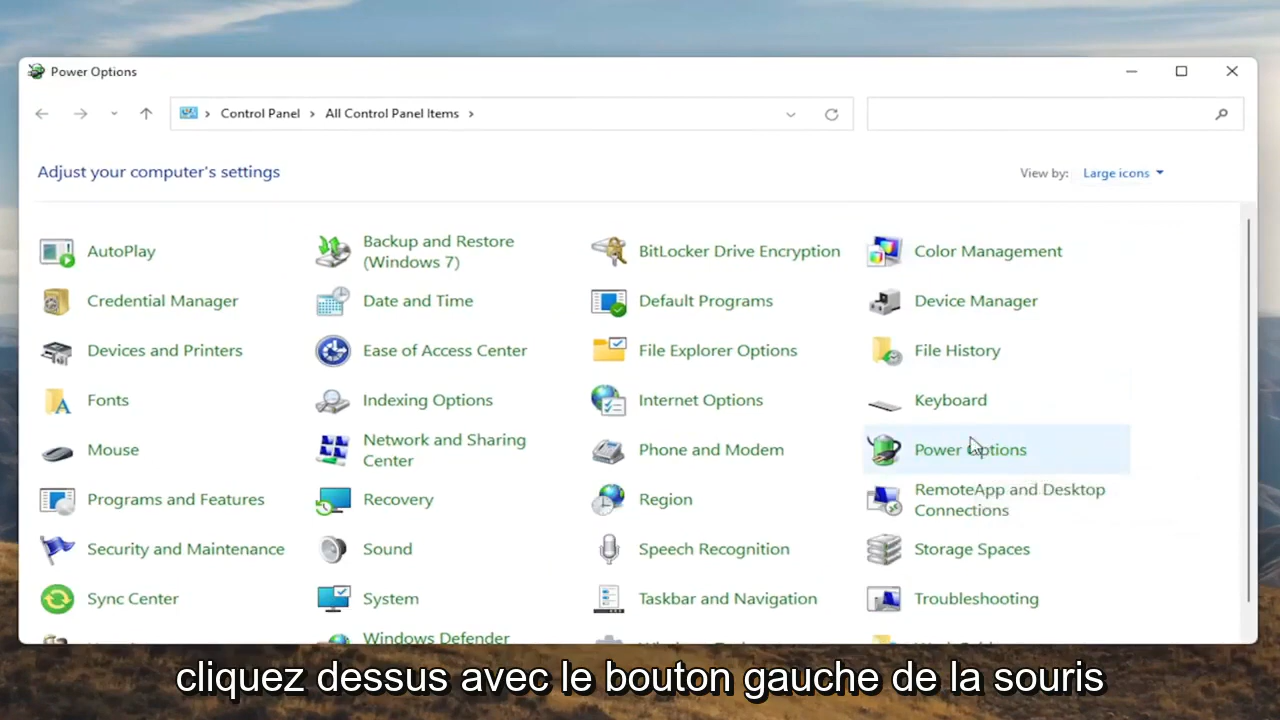 Power Options
Control Panel
All Control Panel Items
Adjust your computer's settings
View by: Large icons
AutoPlay
Backup and Restore
(Windows 7)
BitLocker Drive Encryption
Color Management
Credential Manager
Date and Time
Default Programs
Device Manager
Devices and Printers
Ease of Access Center
File Explorer Options
File History
Fonts
Indexing Options
Internet Options
Keyboard
Mouse
Network and Sharing
Center
Phone and Modem
Power Options
Programs and Features
Recovery
Region
RemoteApp and Desktop
Connections
Security and Maintenance
Sound
Speech Recognition
Storage Spaces
Sync Center
System
Taskbar and Navigation
Troubleshooting
Windows Defender
cliquez dessus avec le bouton gauche de la souris